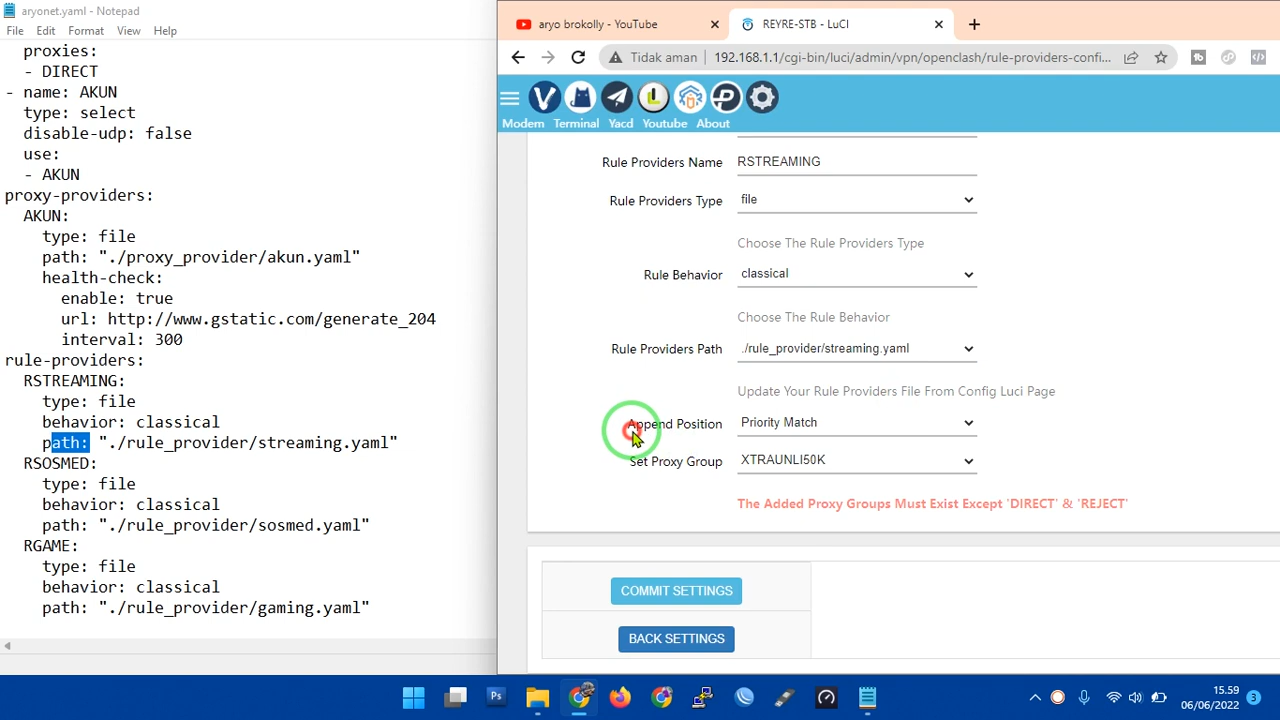 aryonet.yaml - Notepad
File Edit Format View Help
proxies:
- DIRECT
- name: AKUN
type: select
disable-udp: false
use:
- AKUN
proxy-providers:
AKUN:
type: file
path: "./proxy_provider/akun.yaml"
health-check:
enable: true
url: http://www.gstatic.com/generate_204
interval: 300
rule-providers:
RSTREAMING:
type: file
behavior: classical
path: "./rule_provider/streaming.yaml"
RSOSMED:
type: file
behavior: classical
path: "./rule_provider/sosmed.yaml"
RGAME:
type: file
behavior: classical
path: "./rule_provider/gaming.yaml"
aryo brokolly - YouTube
REYRE-STB - LuCI
Tidak aman 192.168.1.1/cgi-bin/luci/admin/vpn/openclash/rule-providers-confi...
Modem Terminal Yacd Youtube About
Rule Providers Name RSTREAMING
Rule Providers Type file
Choose The Rule Providers Type
Rule Behavior classical
Choose The Rule Behavior
Rule Providers Path ./rule_provider/streaming.yaml
Update Your Rule Providers File From Config Luci Page
Append Position Priority Match
Set Proxy Group XTRAUNLI50K
The Added Proxy Groups Must Exist Except 'DIRECT' & 'REJECT'
COMMIT SETTINGS
BACK SETTINGS
Ps
15.59
06/06/2022
3